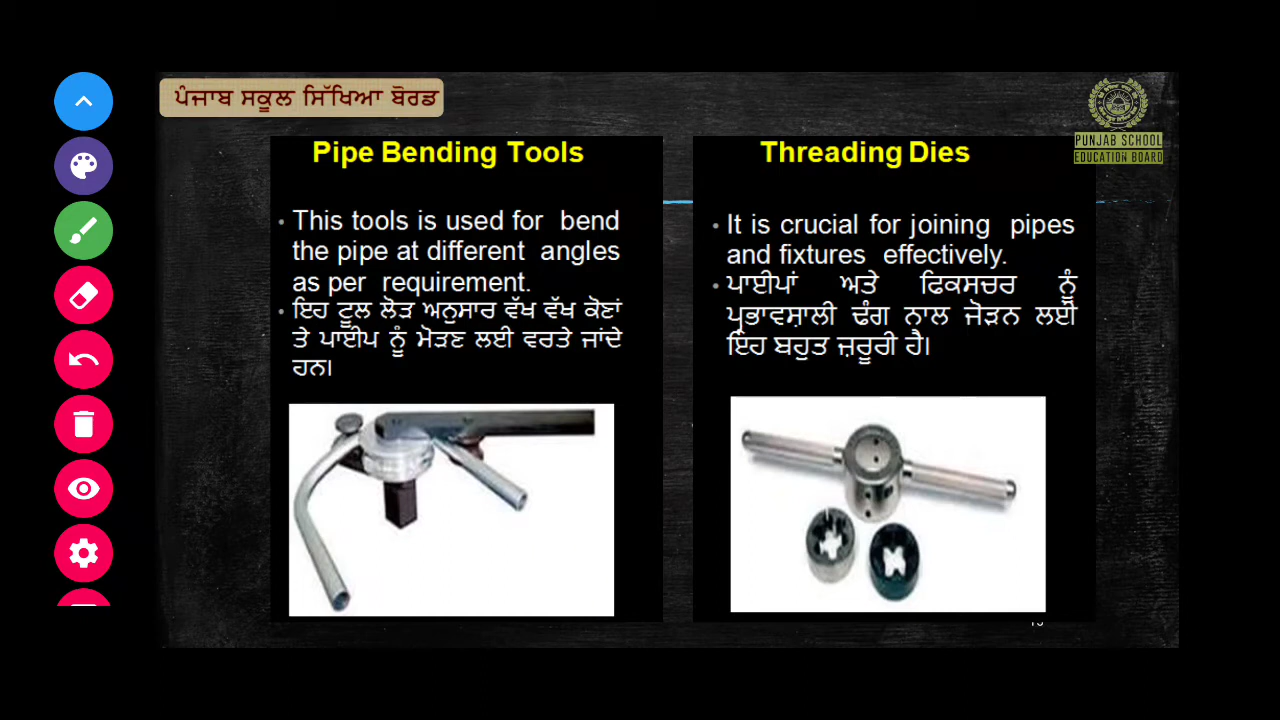 ਪੰਜਾਬ ਸਕੂਲ ਸਿੱਖਿਆ ਬੋਰਡ
PUNJAB SCHOOL
EDUCATION BOARD
Pipe Bending Tools
• This tools is used for bend
the pipe at different angles
as per requirement.
• ਇਹ ਟੂਲ ਲੋੜ ਅਨੁਸਾਰ ਵੱਖ ਵੱਖ ਕੋਣਾਂ
ਤੇ ਪਾਈਪ ਨੂੰ ਮੋੜਣ ਲਈ ਵਰਤੇ ਜਾਂਦੇ
ਹਨ।
Threading Dies
• It is crucial for joining pipes
and fixtures effectively.
• ਪਾਈਪਾਂ ਅਤੇ ਫਿਕਸਚਰ ਨੂੰ
ਪ੍ਰਭਾਵਸ਼ਾਲੀ ਢੰਗ ਨਾਲ ਜੋੜਨ ਲਈ
ਇਹ ਬਹੁਤ ਜ਼ਰੂਰੀ ਹੈ।